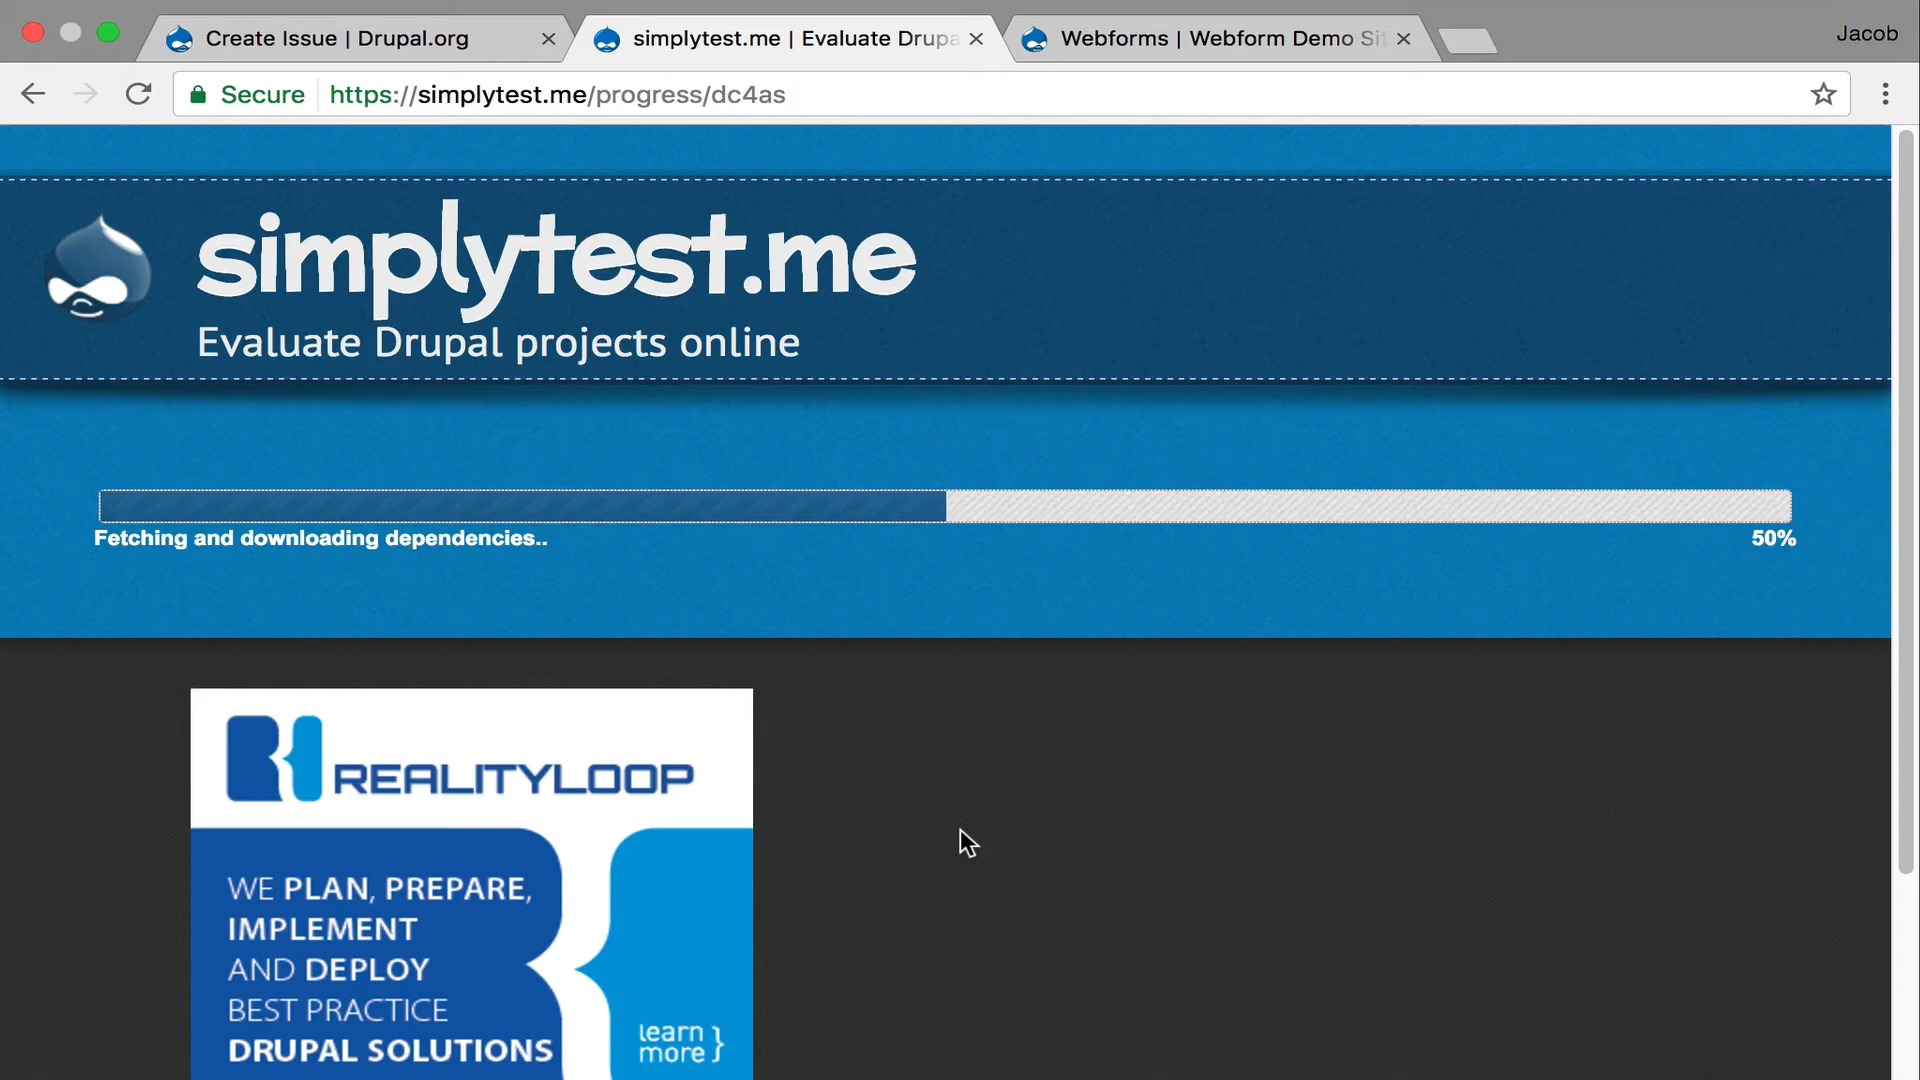 Create Issue | Drupal.org
simplytest.me | Evaluate Drupa
Webforms | Webform Demo Sit
Jacob
Secure
https://simplytest.me/progress/dc4as
simplytest.me
Evaluate Drupal projects online
Fetching and downloading dependencies..
50%
REALITYLOOP
WE PLAN, PREPARE,
IMPLEMENT
AND DEPLOY
BEST PRACTICE
DRUPAL SOLUTIONS
learn
more }